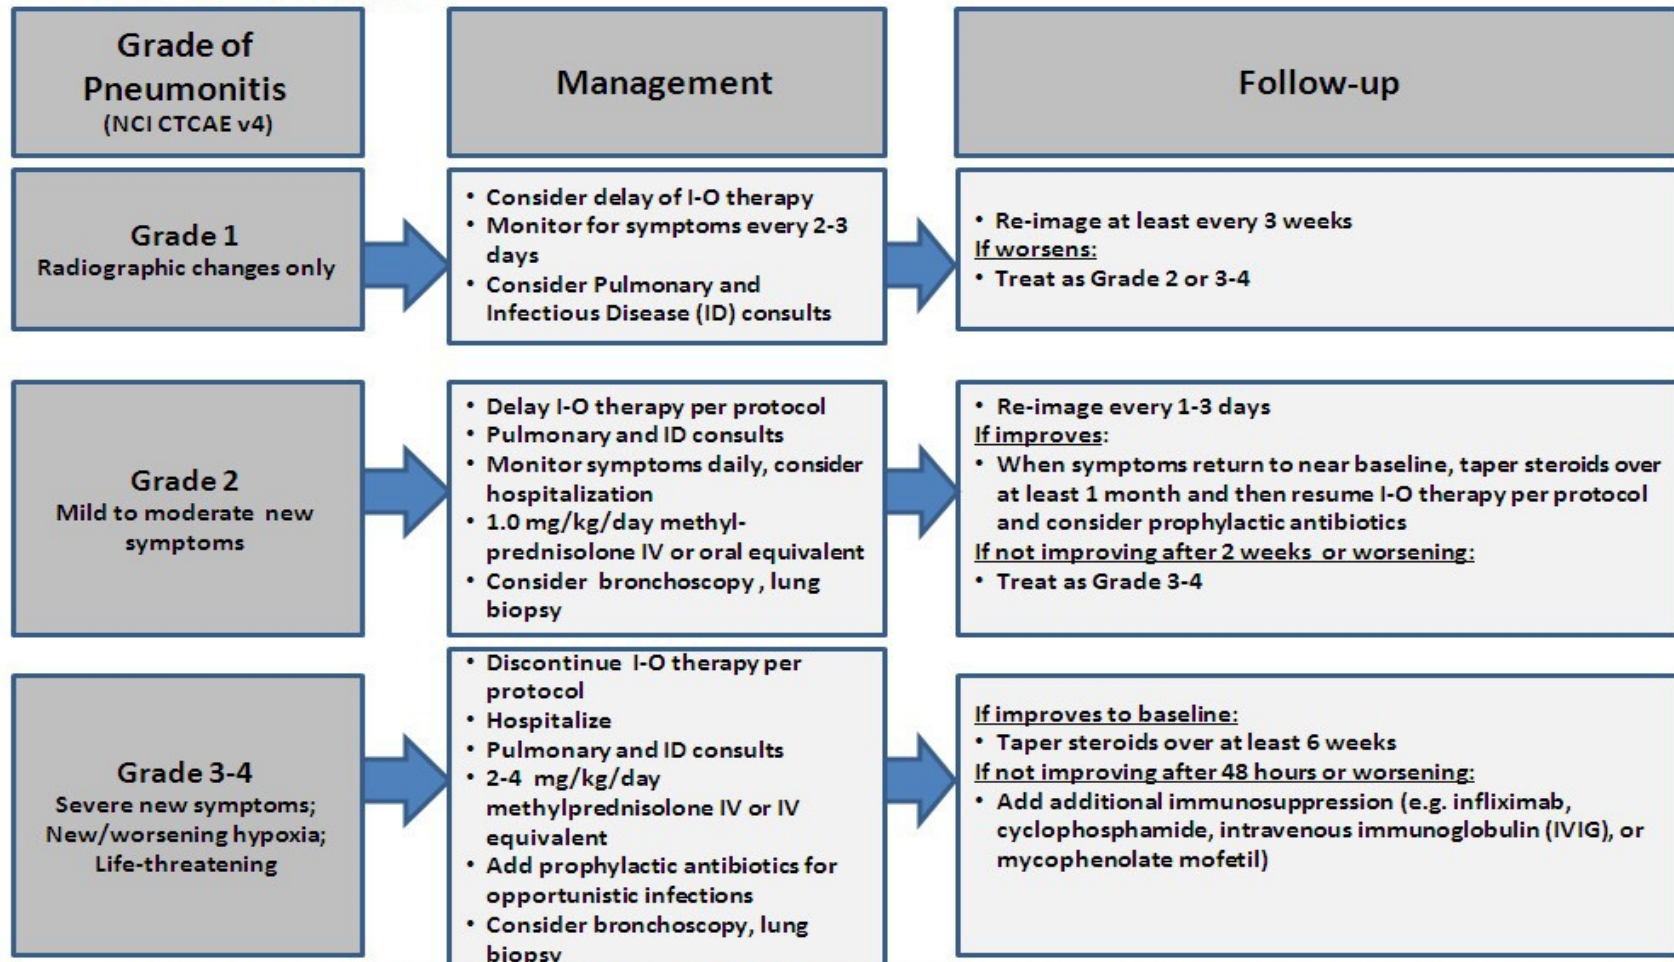 Grade of
Pneumonitis
(NCI CTCAE v4)
Management
Follow-up
Grade 1
Radiographic changes only
• Consider delay of I-O therapy
• Monitor for symptoms every 2-3
days
• Consider Pulmonary and
Infectious Disease (ID) consults
• Re-image at least every 3 weeks
If worsens:
• Treat as Grade 2 or 3-4
Grade 2
Mild to moderate new
symptoms
• Delay I-O therapy per protocol
• Pulmonary and ID consults
• Monitor symptoms daily, consider
hospitalization
• 1.0 mg/kg/day methyl-
prednisolone IV or oral equivalent
• Consider bronchoscopy, lung
biopsy
• Re-image every 1-3 days
If improves:
• When symptoms return to near baseline, taper steroids over
at least 1 month and then resume I-O therapy per protocol
and consider prophylactic antibiotics
If not improving after 2 weeks or worsening:
• Treat as Grade 3-4
Grade 3-4
Severe new symptoms;
New/worsening hypoxia;
Life-threatening
• Discontinue I-O therapy per
protocol
• Hospitalize
• Pulmonary and ID consults
• 2-4 mg/kg/day
methylprednisolone IV or IV
equivalent
• Add prophylactic antibiotics for
opportunistic infections
• Consider bronchoscopy, lung
biopsy
If improves to baseline:
• Taper steroids over at least 6 weeks
If not improving after 48 hours or worsening:
• Add additional immunosuppression (e.g. infliximab,
cyclophosphamide, intravenous immunoglobulin (IVIG), or
mycophenolate mofetil)